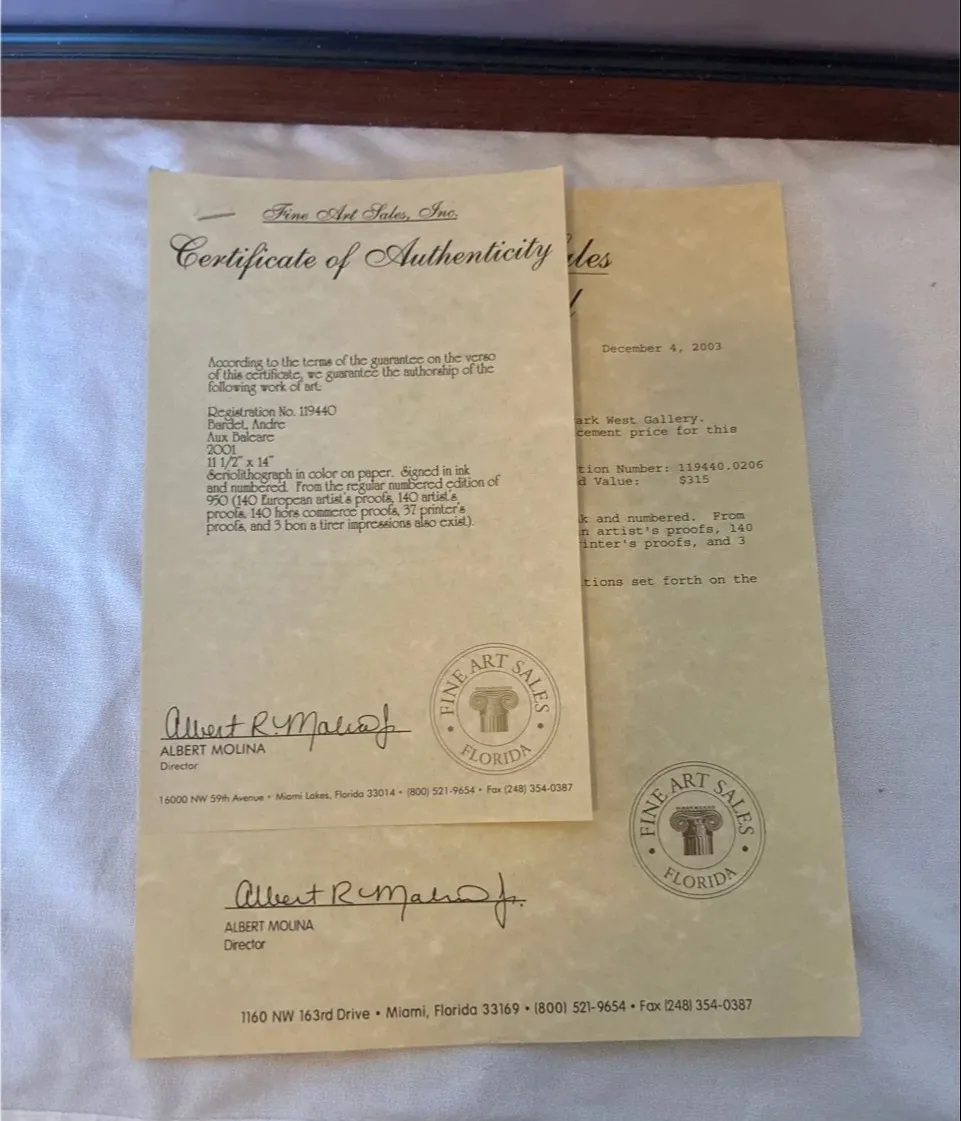 Fine Art Sales, Inc.
Certificate of Authenticity
According to the terms of the guarantee on the verso
of this certificate, we guarantee the authorship of the
following work of art:
Registration No. 119440
Bardet, Andre
Aux Baleare
2001
11 1/2" x 14"
Seriolithograph in color on paper. Signed in ink
and numbered. From the regular numbered edition of
950 (140 European artist's proofs, 140 artist's
proofs, 140 hors commerce proofs, 37 printer's
proofs, and 3 bon a tirer impressions also exist).
FINE ART SALES
FLORIDA
Albert R. Molina Jr.
ALBERT MOLINA
Director
16000 NW 59th Avenue • Miami Lakes, Florida 33014 • (800) 521-9654 • Fax (248) 354-0387
ales
l
December 4, 2003
ark West Gallery.
cement price for this
tion Number: 119440.0206
d Value: $315
k and numbered. From
n artist's proofs, 140
inter's proofs, and 3
tions set forth on the
FINE ART SALES
FLORIDA
Albert R. Molina Jr.
ALBERT MOLINA
Director
1160 NW 163rd Drive • Miami, Florida 33169 • (800) 521-9654 • Fax (248) 354-0387